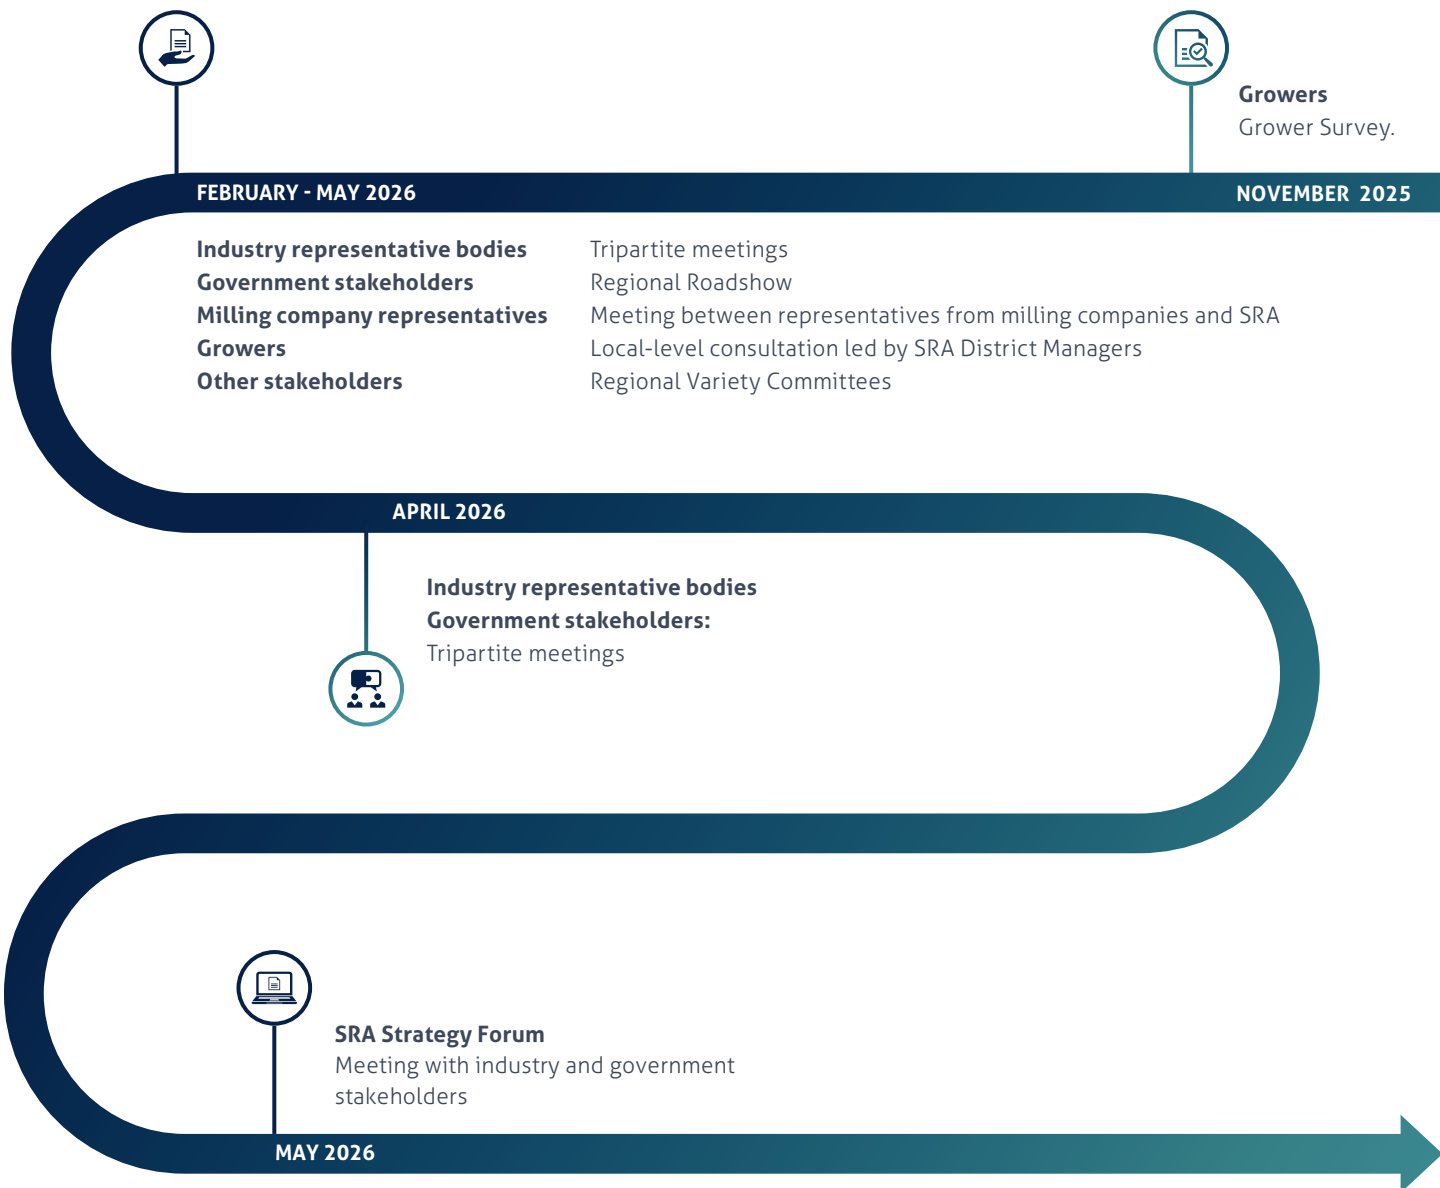 Growers
Grower Survey.
FEBRUARY - MAY 2026
NOVEMBER 2025
Industry representative bodies
Tripartite meetings
Government stakeholders
Regional Roadshow
Milling company representatives
Meeting between representatives from milling companies and SRA
Growers
Local-level consultation led by SRA District Managers
Other stakeholders
Regional Variety Committees
APRIL 2026
Industry representative bodies
Government stakeholders:
Tripartite meetings
SRA Strategy Forum
Meeting with industry and government
stakeholders
MAY 2026